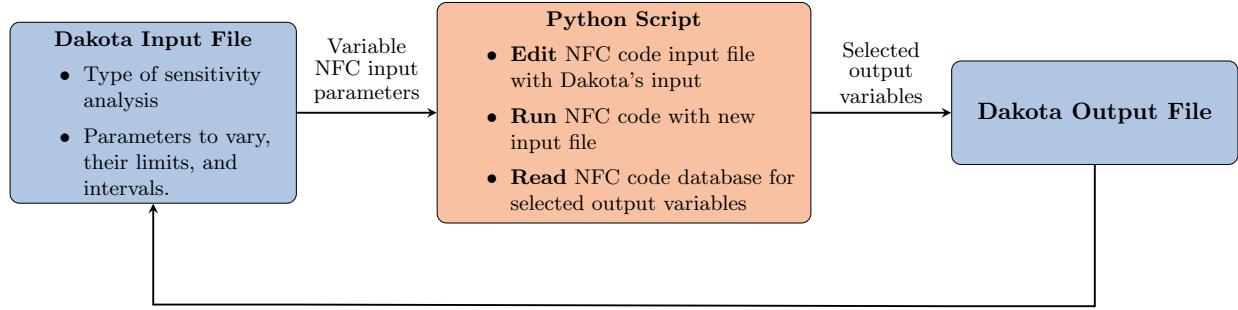 Dakota Input File
• Type of sensitivity
analysis
• Parameters to vary,
their limits, and
intervals.
Variable
NFC input
parameters
Python Script
• Edit NFC code input file
with Dakota's input
• Run NFC code with new
input file
• Read NFC code database for
selected output variables
Selected
output
variables
Dakota Output File